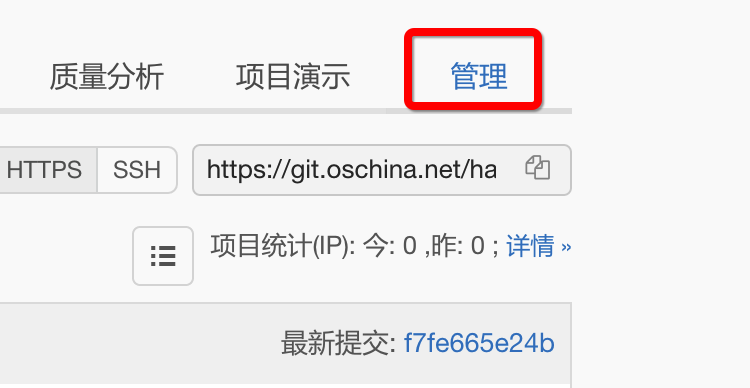 质量分析 项目演示 管理
HTTPS SSH https://git.oschina.net/ha
项目统计(IP): 今: 0 ,昨: 0 ; 详情 »
最新提交: f7fe665e24b